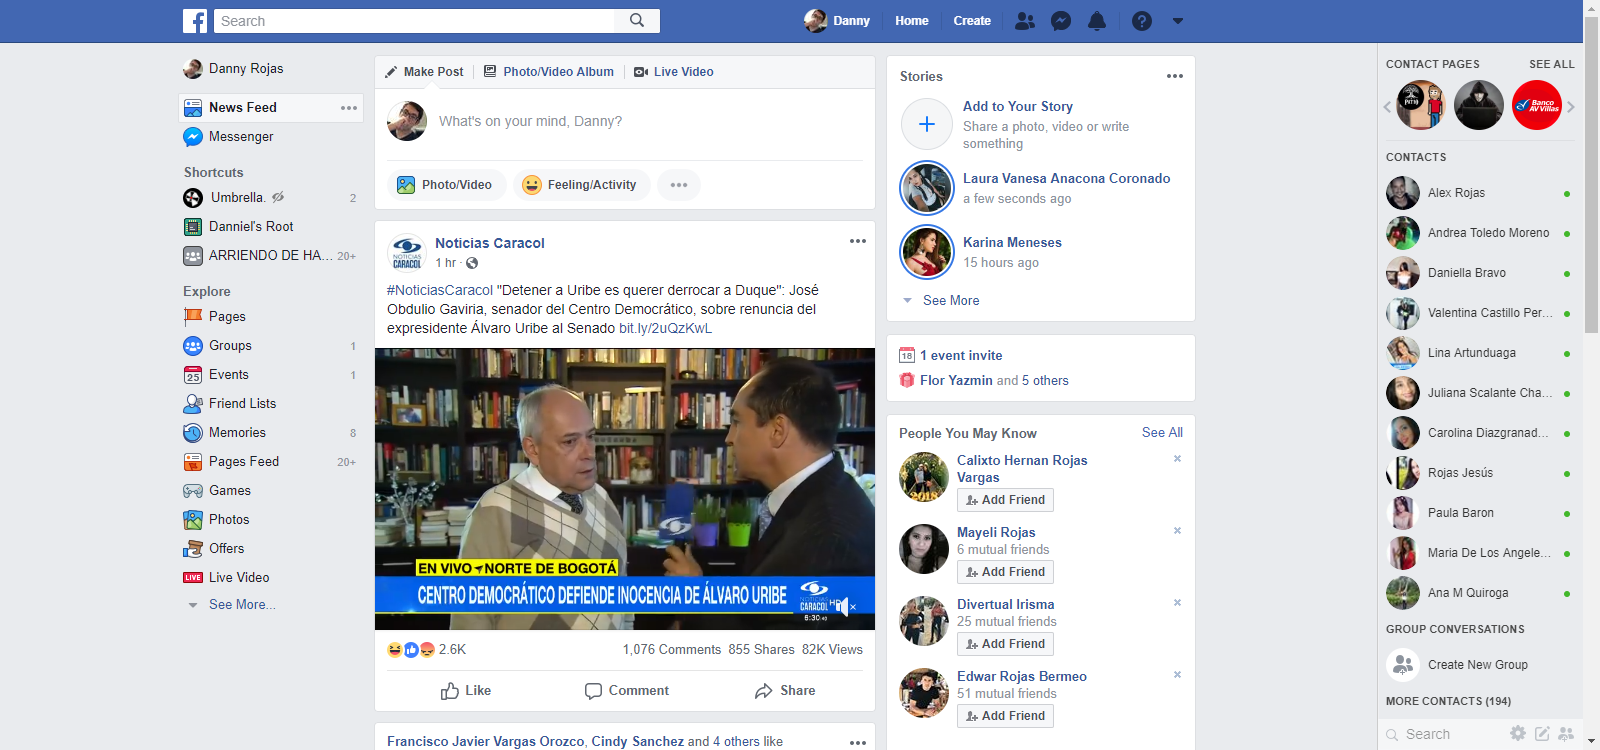 Search
Danny
Home
Create
Danny Rojas
News Feed
Messenger
Shortcuts
Umbrella.
2
Danniel's Root
ARRIENDO DE HA...
20+
Explore
Pages
Groups
1
Events
1
Friend Lists
Memories
8
Pages Feed
20+
Games
Photos
Offers
LIVE
Live Video
See More...
Make Post
Photo/Video Album
Live Video
What's on your mind, Danny?
Photo/Video
Feeling/Activity
Noticias Caracol
1 hr ·
#NoticiasCaracol "Detener a Uribe es querer derrocar a Duque": José
Obdulio Gaviria, senador del Centro Democrático, sobre renuncia del
expresidente Álvaro Uribe al Senado bit.ly/2uQzKwL
EN VIVO NORTE DE BOGOTÁ
CENTRO DEMOCRÁTICO DEFIENDE INOCENCIA DE ÁLVARO URIBE
NOTICIAS
CARACOL HD
6:30:40
2.6K
1,076 Comments 855 Shares 82K Views
Like
Comment
Share
Francisco Javier Vargas Orozco, Cindy Sanchez and 4 others like
Stories
Add to Your Story
Share a photo, video or write
something
Laura Vanesa Anacona Coronado
a few seconds ago
Karina Meneses
15 hours ago
See More
18
1 event invite
Flor Yazmin and 5 others
People You May Know
See All
Calixto Hernan Rojas
Vargas
Add Friend
Mayeli Rojas
6 mutual friends
Add Friend
Divertual Irisma
25 mutual friends
Add Friend
Edwar Rojas Bermeo
51 mutual friends
Add Friend
CONTACT PAGES
SEE ALL
Banco
AV Villas
CONTACTS
Alex Rojas
Andrea Toledo Moreno
Daniella Bravo
Valentina Castillo Per...
Lina Artunduaga
Juliana Scalante Cha...
Carolina Diazgranad...
Rojas Jesús
Paula Baron
Maria De Los Angele...
Ana M Quiroga
GROUP CONVERSATIONS
Create New Group
MORE CONTACTS (194)
Search